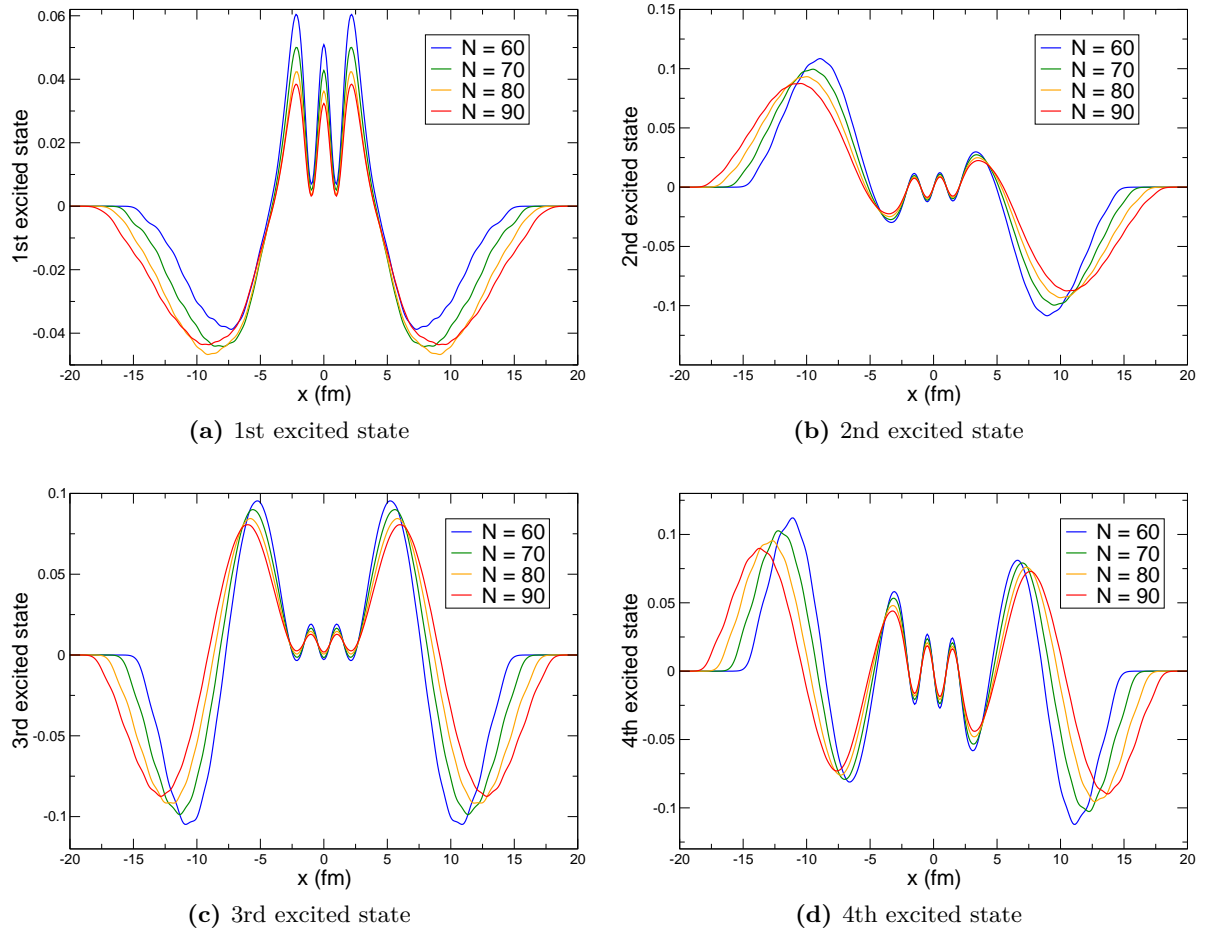 0.06
0.04
0.02
0
-0.02
-0.04
1st excited state
N = 60
N = 70
N = 80
N = 90
-20 -15 -10 -5 0 5 10 15 20
x (fm)
(a) 1st excited state
0.15
0.1
0.05
0
-0.05
-0.1
2nd excited state
N = 60
N = 70
N = 80
N = 90
-20 -15 -10 -5 0 5 10 15 20
x (fm)
(b) 2nd excited state
0.1
0.05
0
-0.05
-0.1
3rd excited state
N = 60
N = 70
N = 80
N = 90
-20 -15 -10 -5 0 5 10 15 20
x (fm)
(c) 3rd excited state
0.1
0.05
0
-0.05
-0.1
4th excited state
N = 60
N = 70
N = 80
N = 90
-20 -15 -10 -5 0 5 10 15 20
x (fm)
(d) 4th excited state